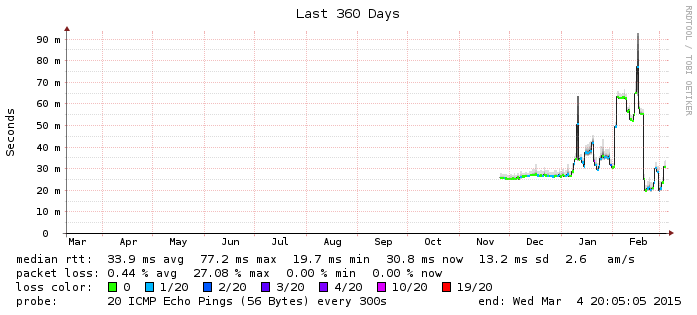 Last 360 Days
RRDTOOL / TOBI OETIKER
Seconds
90 m
80 m
70 m
60 m
50 m
40 m
30 m
20 m
10 m
0
Mar Apr May Jun Jul Aug Sep Oct Nov Dec Jan Feb
median rtt: 33.9 ms avg 77.2 ms max 19.7 ms min 30.8 ms now 13.2 ms sd 2.6 am/s
packet loss: 0.44 % avg 27.08 % max 0.00 % min 0.00 % now
loss color: 0 1/20 2/20 3/20 4/20 10/20 19/20
probe: 20 ICMP Echo Pings (56 Bytes) every 300s end: Wed Mar 4 20:05:05 2015